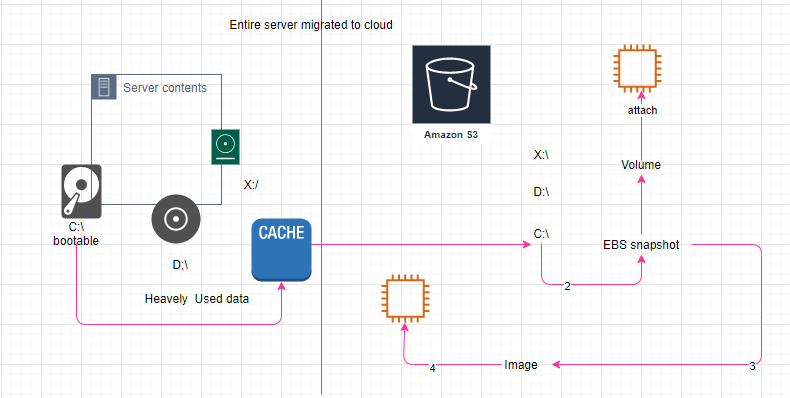 Entire server migrated to cloud
Server contents
Amazon S3
attach
X:\
Volume
X:/
D:\
C:\
bootable
CACHE
C:\
EBS snapshot
D;\
2
Heavely Used data
4
Image
3